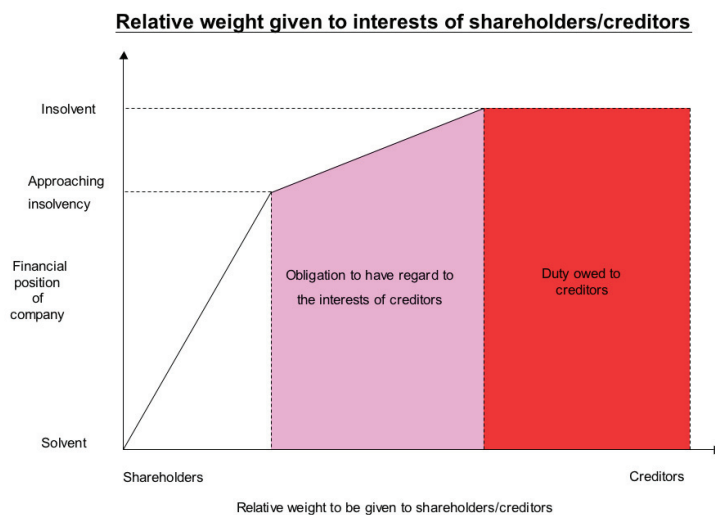 Relative weight given to interests of shareholders/creditors
Insolvent
Approaching
insolvency
Financial
position
of
company
Obligation to have regard to
the interests of creditors
Duty owed to
creditors
Solvent
Shareholders
Creditors
Relative weight to be given to shareholders/creditors